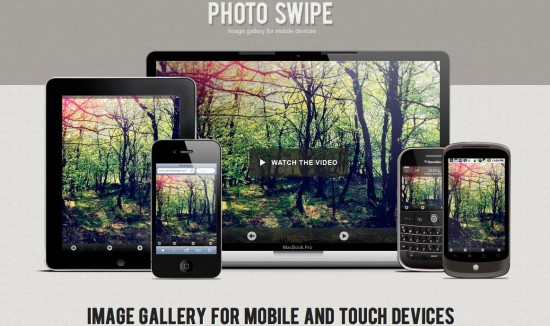 PHOTO SWIPE
Image gallery for mobile devices
WATCH THE VIDEO
MacBook Pro
IMAGE GALLERY FOR MOBILE AND TOUCH DEVICES